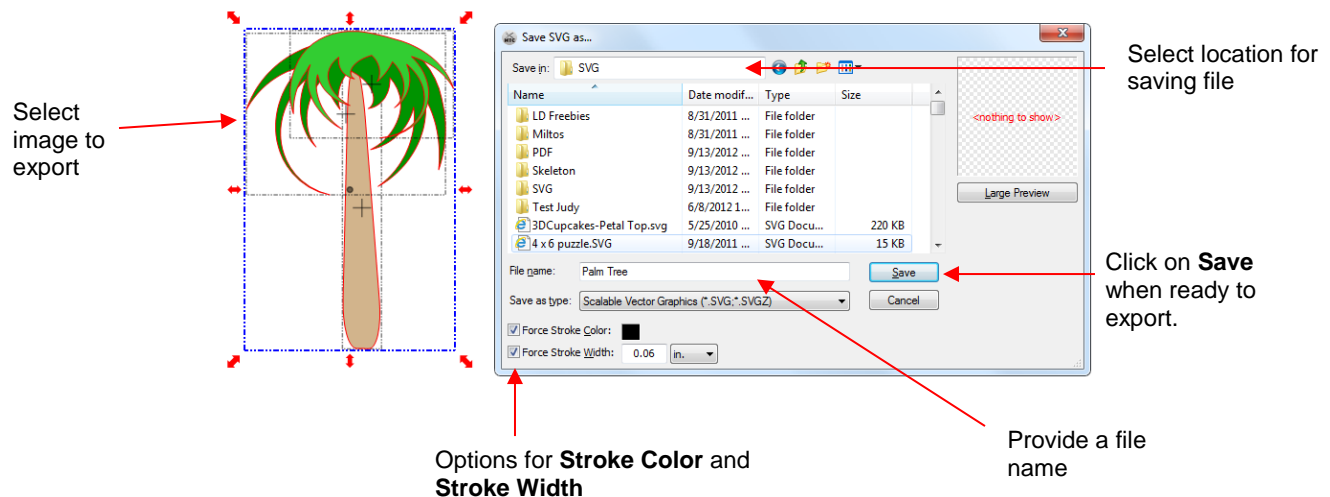 Select
image to
export
Save SVG as...
Save in: SVG
Name Date modif... Type Size
LD Freebies 8/31/2011 ... File folder
Miltos 8/31/2011 ... File folder
PDF 9/13/2012 ... File folder
Skeleton 9/13/2012 ... File folder
SVG 9/13/2012 ... File folder
Test Judy 6/8/2012 1... File folder
3DCupcakes-Petal Top.svg 5/25/2010 ... SVG Docu... 220 KB
4 x 6 puzzle.SVG 9/18/2011 ... SVG Docu... 15 KB
<nothing to show>
Large Preview
File name: Palm Tree
Save
Save as type: Scalable Vector Graphics (*.SVG;*.SVGZ)
Cancel
Force Stroke Color:
Force Stroke Width: 0.06 in.
Select location for
saving file
Click on Save
when ready to
export.
Provide a file
name
Options for Stroke Color and
Stroke Width